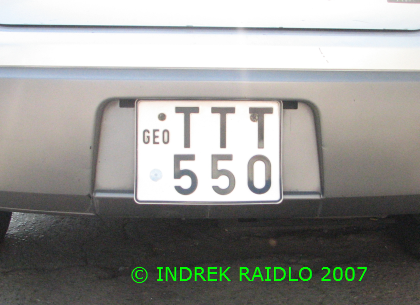 GEO TTT
550
© INDREK RAIDLO 2007